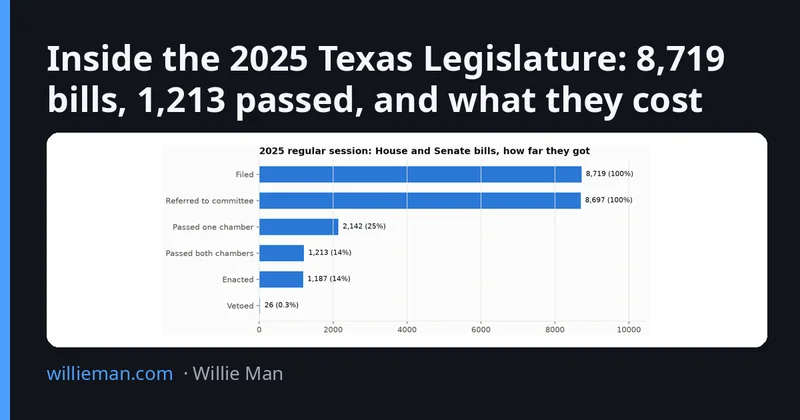 Inside the 2025 Texas Legislature: 8,719
bills, 1,213 passed, and what they cost
2025 regular session: House and Senate bills, how far they got
Filed 8,719 (100%)
Referred to committee 8,697 (100%)
Passed one chamber 2,142 (25%)
Passed both chambers 1,213 (14%)
Enacted 1,187 (14%)
Vetoed 26 (0.3%)
0 2000 4000 6000 8000 10000
willieman.com · Willie Man